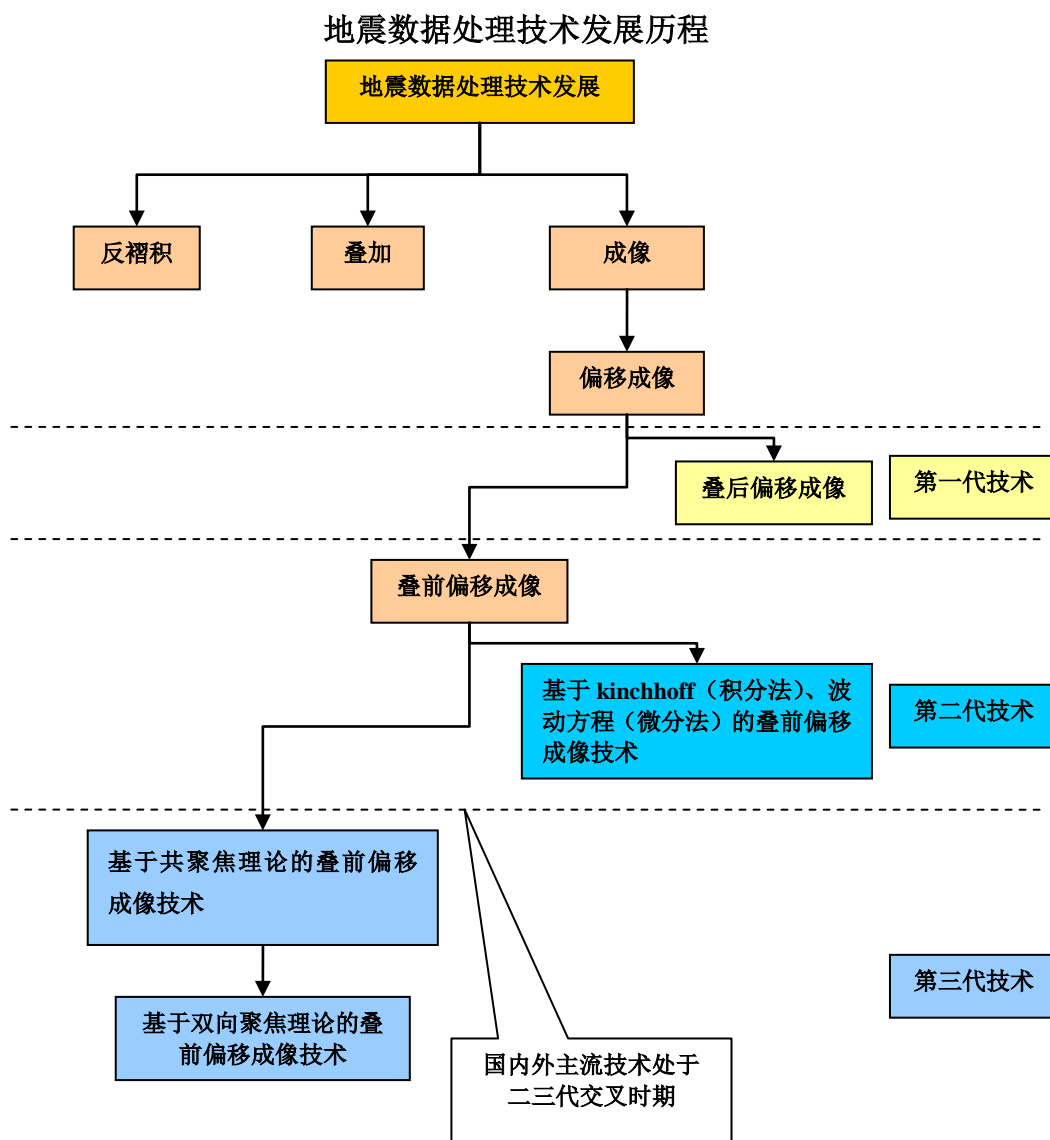 地震数据处理技术发展历程
地震数据处理技术发展
反褶积
叠加
成像
偏移成像
叠后偏移成像
第一代技术
叠前偏移成像
基于 kinchhoff（积分法）、波
动方程（微分法）的叠前偏移
成像技术
第二代技术
基于共聚焦理论的叠前偏移
成像技术
第三代技术
基于双向聚焦理论的叠
前偏移成像技术
国内外主流技术处于
二三代交叉时期